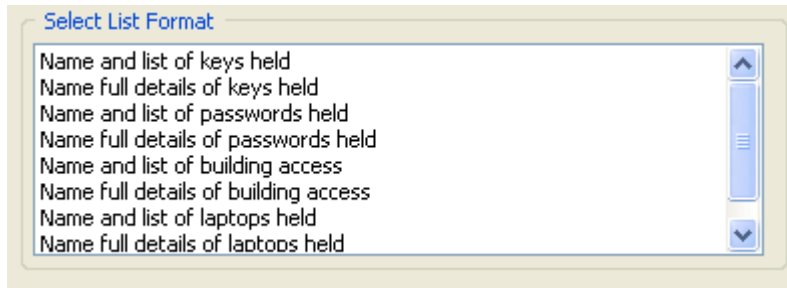 Select List Format
Name and list of keys held
Name full details of keys held
Name and list of passwords held
Name full details of passwords held
Name and list of building access
Name full details of building access
Name and list of laptops held
Name full details of laptops held